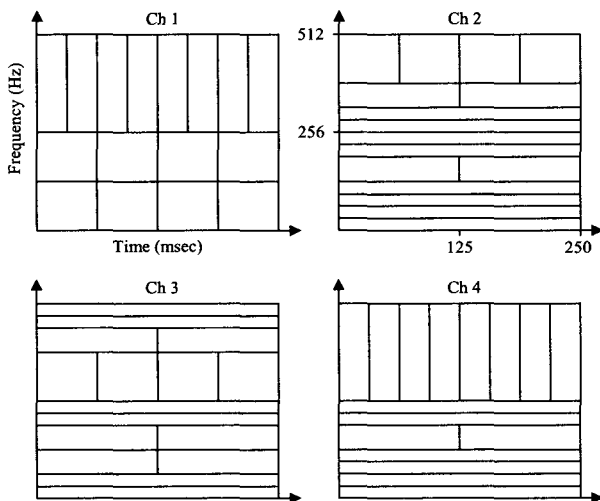 Ch 1
Ch 2
Frequency (Hz)
512
256
Time (msec)
125
250
Ch 3
Ch 4